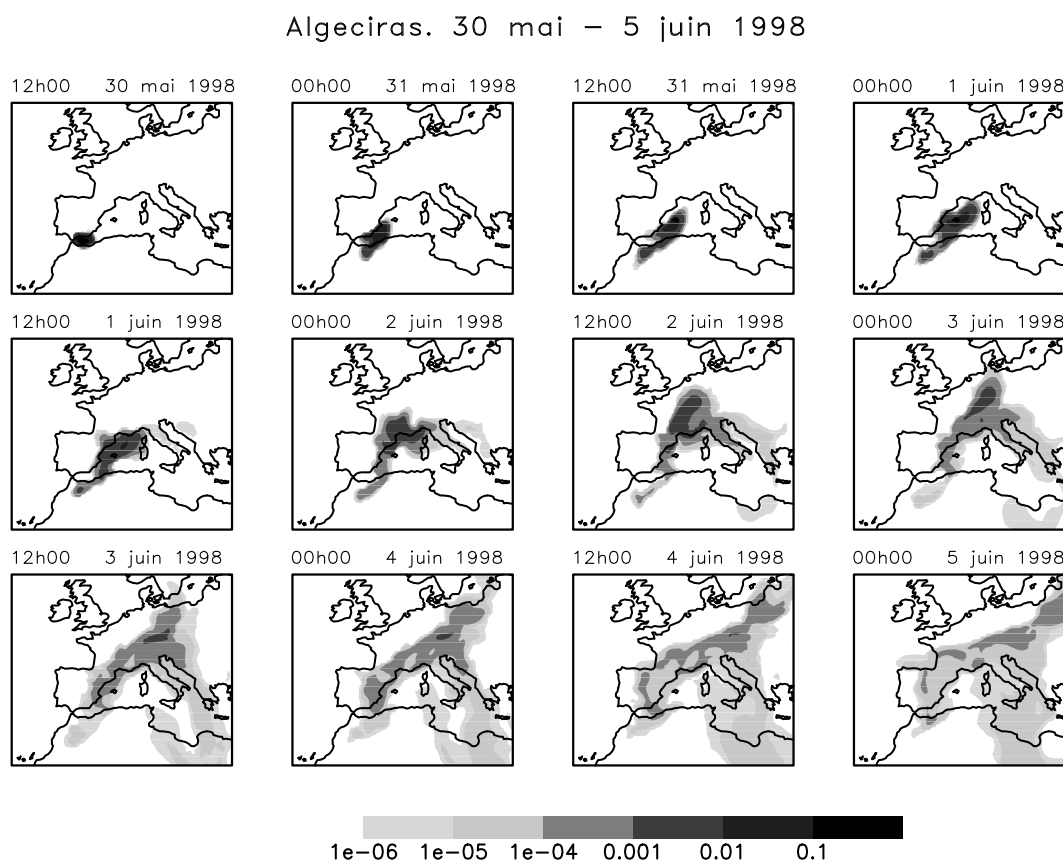 Algeciras. 30 mai − 5 juin 1998
12h00 30 mai 1998 00h00 31 mai 1998 12h00 31 mai 1998 00h00 1 juin 1998
12h00 1 juin 1998 00h00 2 juin 1998 12h00 2 juin 1998 00h00 3 juin 1998
12h00 3 juin 1998 00h00 4 juin 1998 12h00 4 juin 1998 00h00 5 juin 1998
1e−06 1e−05 1e−04 0.001 0.01 0.1